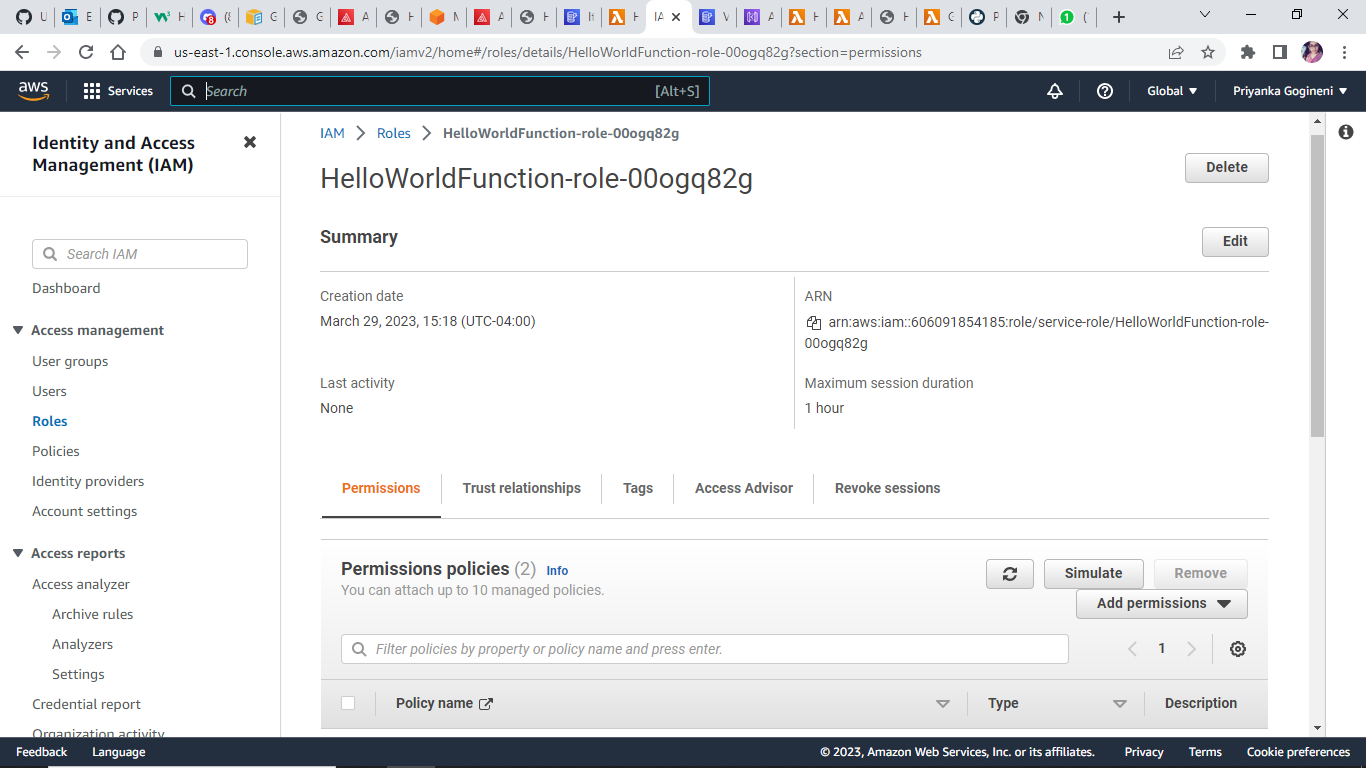 us-east-1.console.aws.amazon.com/iamv2/home#/roles/details/HelloWorldFunction-role-00ogq82g?section=permissions
aws
Services
Search
[Alt+S]
Global
Priyanka Gogineni
Identity and Access
Management (IAM)
Search IAM
Dashboard
Access management
User groups
Users
Roles
Policies
Identity providers
Account settings
Access reports
Access analyzer
Archive rules
Analyzers
Settings
Credential report
Organization activity
IAM
Roles
HelloWorldFunction-role-00ogq82g
HelloWorldFunction-role-00ogq82g
Delete
Summary
Edit
Creation date
March 29, 2023, 15:18 (UTC-04:00)
ARN
arn:aws:iam::606091854185:role/service-role/HelloWorldFunction-role-
00ogq82g
Last activity
None
Maximum session duration
1 hour
Permissions
Trust relationships
Tags
Access Advisor
Revoke sessions
Permissions policies (2)
Info
You can attach up to 10 managed policies.
Simulate
Remove
Add permissions
Filter policies by property or policy name and press enter.
1
Policy name
Type
Description
Feedback
Language
© 2023, Amazon Web Services, Inc. or its affiliates.
Privacy
Terms
Cookie preferences